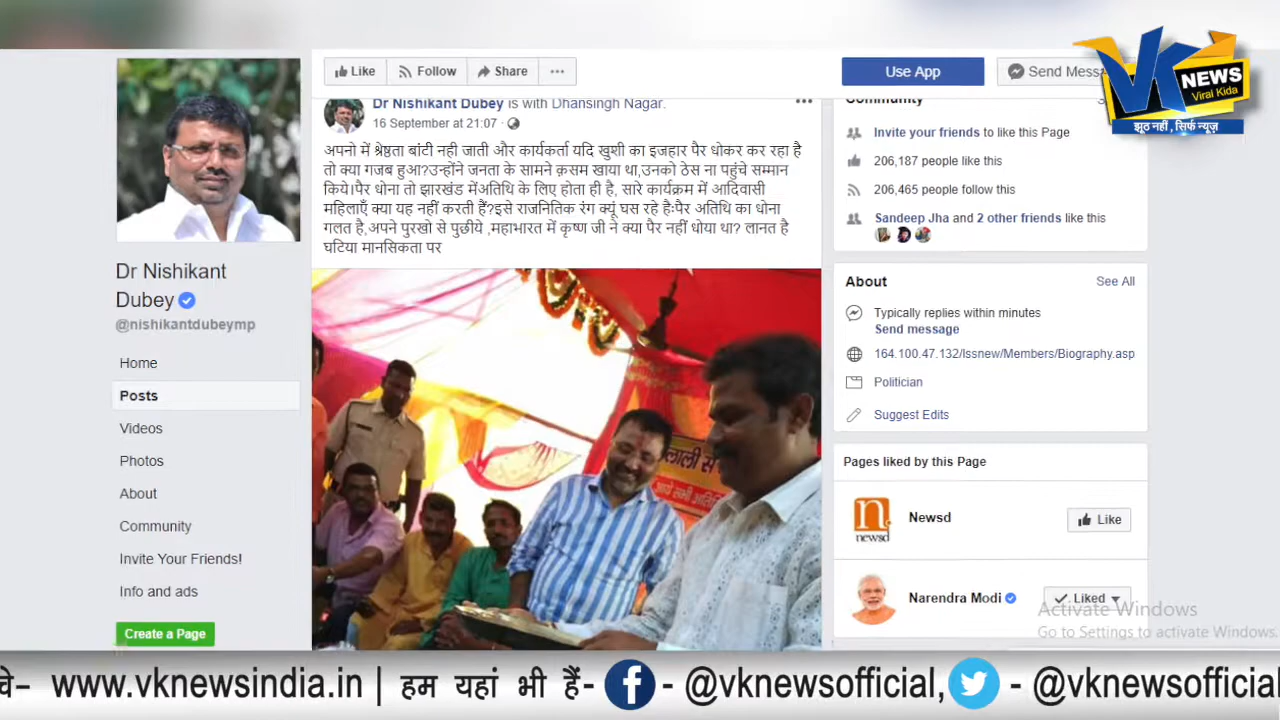 Like
Follow
Share
Use App
Send Mess
VK NEWS
Viral Kida
झूठ नहीं, सिर्फ न्यूज़
Dr Nishikant
Dubey
@nishikantdubeymp
Home
Posts
Videos
Photos
About
Community
Invite Your Friends!
Info and ads
Create a Page
Dr Nishikant Dubey is with Dhansingh Nagar.
16 September at 21:07
अपनो में श्रेष्ठता बांटी नही जाती और कार्यकर्ता यदि खुशी का इजहार पैर धोकर कर रहा है
तो क्या गजब हुआ?उन्होंने जनता के सामने क़सम खाया था,उनको ठेस ना पहुंचे सम्मान
किये।पैर धोना तो झारखंड मेंअतिथि के लिए होता ही है, सारे कार्यक्रम में आदिवासी
महिलाएँ क्या यह नहीं करती हैं?इसे राजनितिक रंग क्यूं घस रहे हैःपैर अतिथि का धोना
गलत है,अपने पुरखो से पुछीये ,महाभारत में कृष्ण जी ने क्या पैर नहीं धोया था? लानत है
घटिया मानसिकता पर
Community
Invite your friends to like this Page
206,187 people like this
206,465 people follow this
Sandeep Jha and 2 other friends like this
About
See All
Typically replies within minutes
Send message
164.100.47.132/lssnew/Members/Biography.asp
Politician
Suggest Edits
Pages liked by this Page
n.
newsd
Newsd
Like
Narendra Modi
Liked
Activate Windows
Go to Settings to activate Windows.
www.vknewsindia.in | हम यहां भी हैं- f - @vknewsofficial, - @vknewsofficial